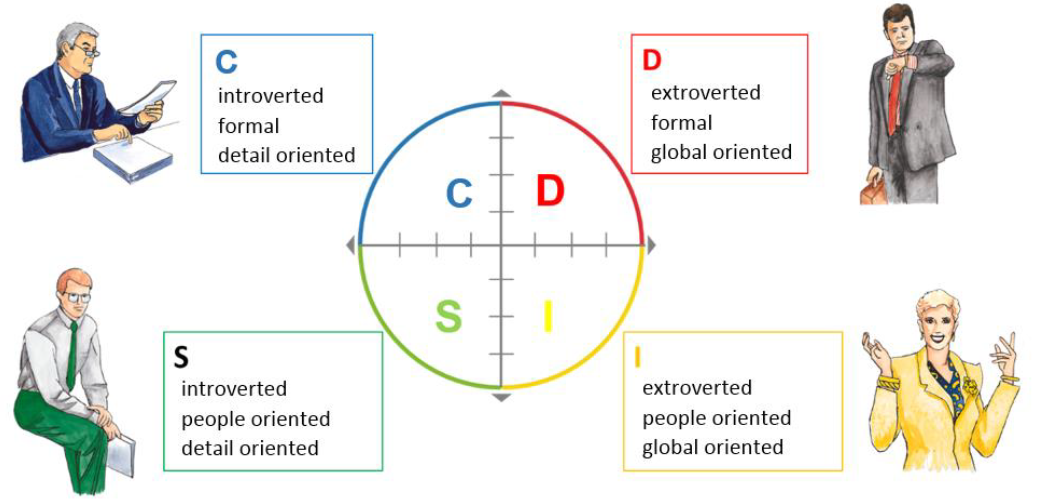 C
introverted
formal
detail oriented
D
extroverted
formal
global oriented
C D
S I
S
introverted
people oriented
detail oriented
I
extroverted
people oriented
global oriented